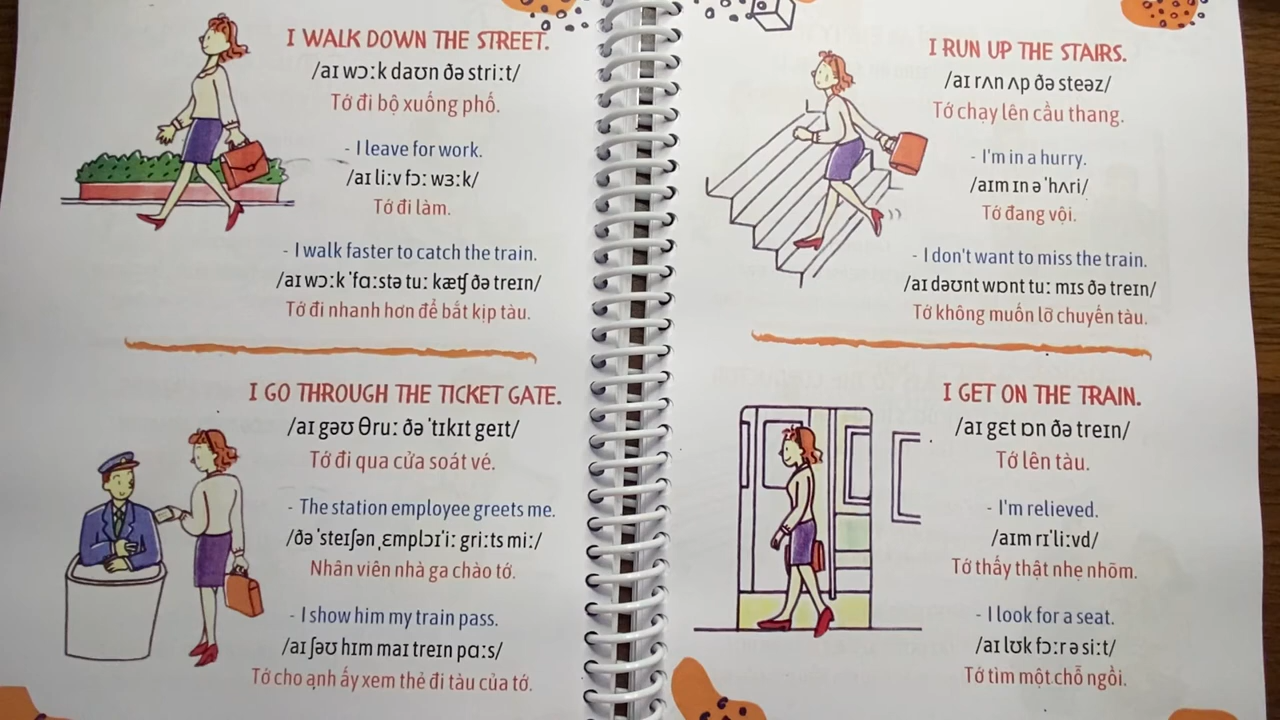 I WALK DOWN THE STREET.
/aɪ wɔːk daʊn ðə striːt/
Tớ đi bộ xuống phố.
- I leave for work.
/aɪ liːv fɔː wɜːk/
Tớ đi làm.
- I walk faster to catch the train.
/aɪ wɔːk ˈfɑːstə tuː kæʧ ðə treɪn/
Tớ đi nhanh hơn để bắt kịp tàu.
I GO THROUGH THE TICKET GATE.
/aɪ gəʊ θruː ðə ˈtɪkɪt geɪt/
Tớ đi qua cửa soát vé.
- The station employee greets me.
/ðə ˈsteɪʃən ˌɛmplɔɪˈiː griːts miː/
Nhân viên nhà ga chào tớ.
- I show him my train pass.
/aɪ ʃəʊ hɪm maɪ treɪn pɑːs/
Tớ cho ạnh ấy xem thẻ đi tàu của tớ.
I RUN UP THE STAIRS.
/aɪ rʌn ʌp ðə steəz/
Tớ chạy lên cầu thang.
- I'm in a hurry.
/aɪm ɪn ə ˈhʌri/
Tớ đang vội.
- I don't want to miss the train.
/aɪ dəʊnt wɒnt tuː mɪs ðə treɪn/
Tớ không muốn lỡ chuyến tàu.
I GET ON THE TRAIN.
/aɪ gɛt ɒn ðə treɪn/
Tớ lên tàu.
- I'm relieved.
/aɪm rɪˈliːvd/
Tớ thấy thật nhẹ nhõm.
- I look for a seat.
/aɪ lʊk fɔːr ə siːt/
Tớ tìm một chỗ ngồi.